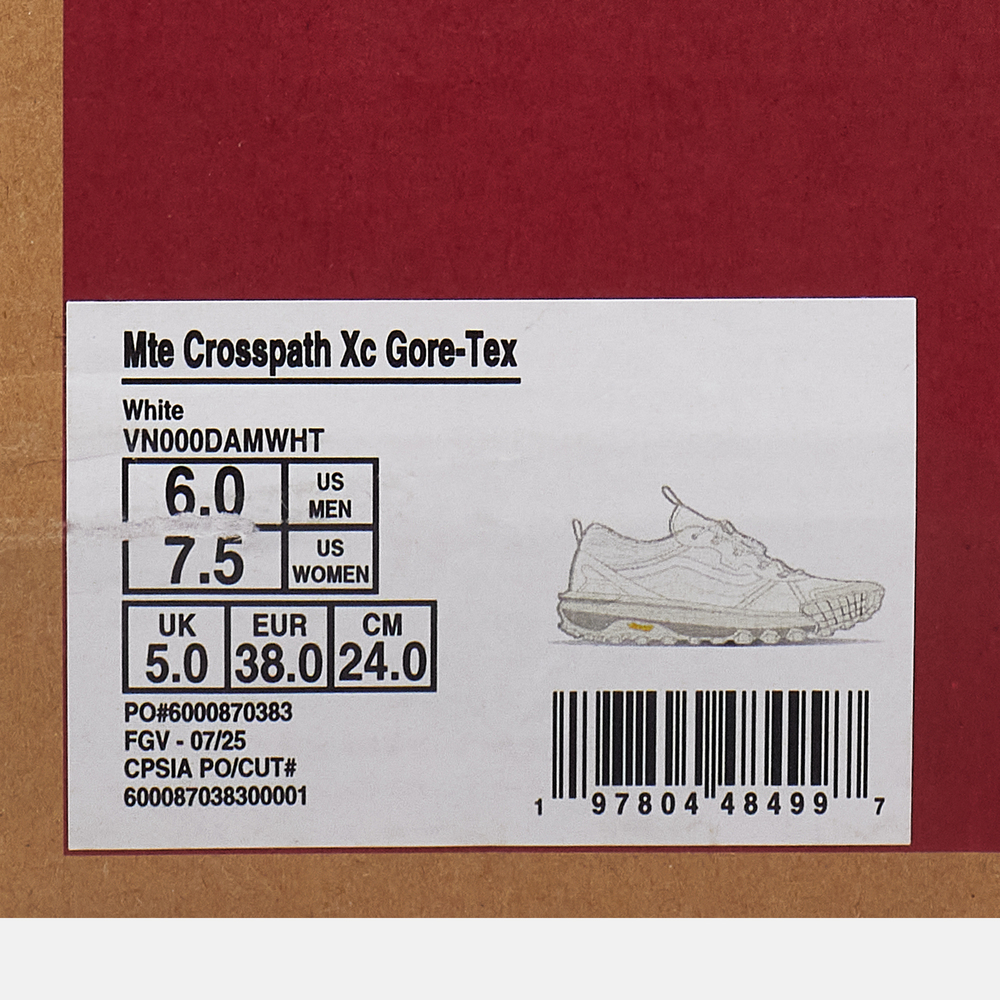 Mte Crosspath Xc Gore-Tex
White
VN000DAMWHT
6.0 US MEN
7.5 US WOMEN
UK EUR CM
5.0 38.0 24.0
PO#6000870383
FGV - 07/25
CPSIA PO/CUT#
600087038300001
1 97804 48499 7